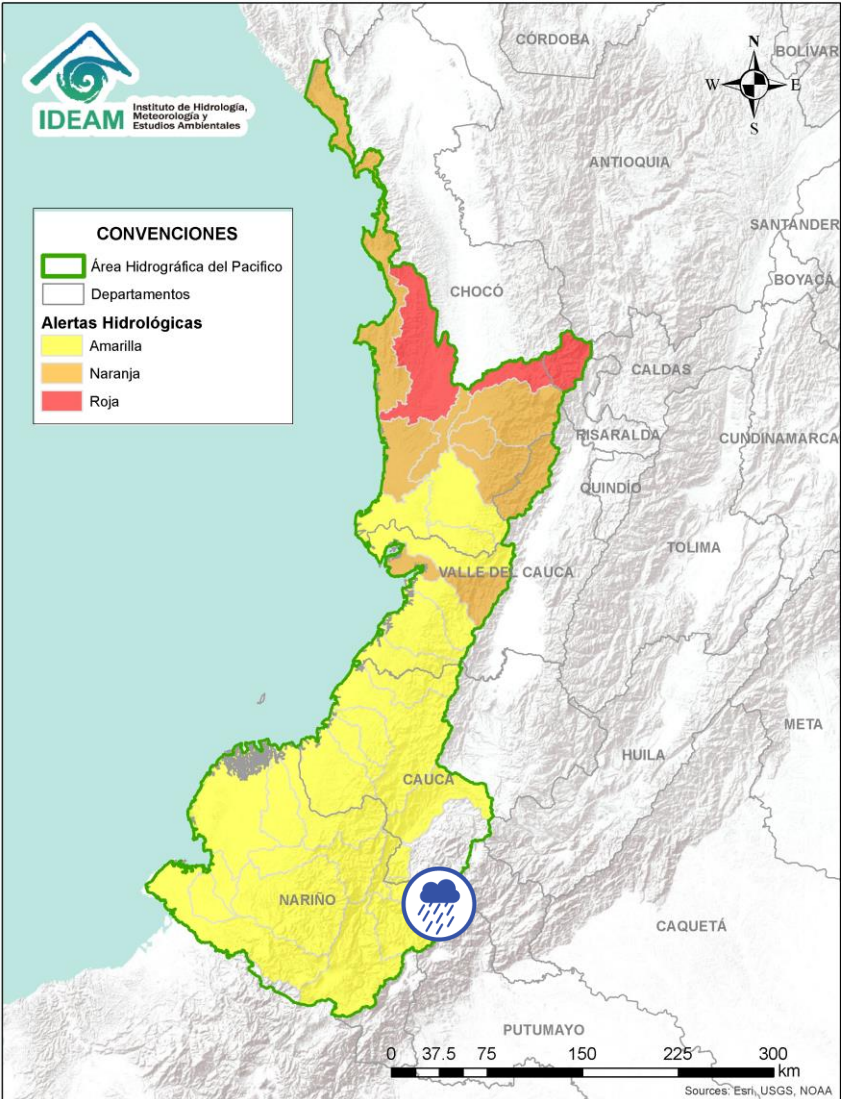 IDEAM
Instituto de Hidrología,
Meteorología y
Estudios Ambientales
N
W
E
S
CONVENCIONES
Área Hidrográfica del Pacifico
Departamentos
Alertas Hidrológicas
Amarilla
Naranja
Roja
CÓRDOBA
BOLÍVAR
ANTIOQUIA
SANTANDER
BOYACÁ
CHOCÓ
CALDAS
RISARALDA
CUNDINAMARCA
QUINDÍO
TOLIMA
VALLE DEL CAUCA
META
HUILA
CAUCA
NARIÑO
CAQUETÁ
PUTUMAYO
0 37.5 75 150 225 300
km
Sources: Esri, USGS, NOAA